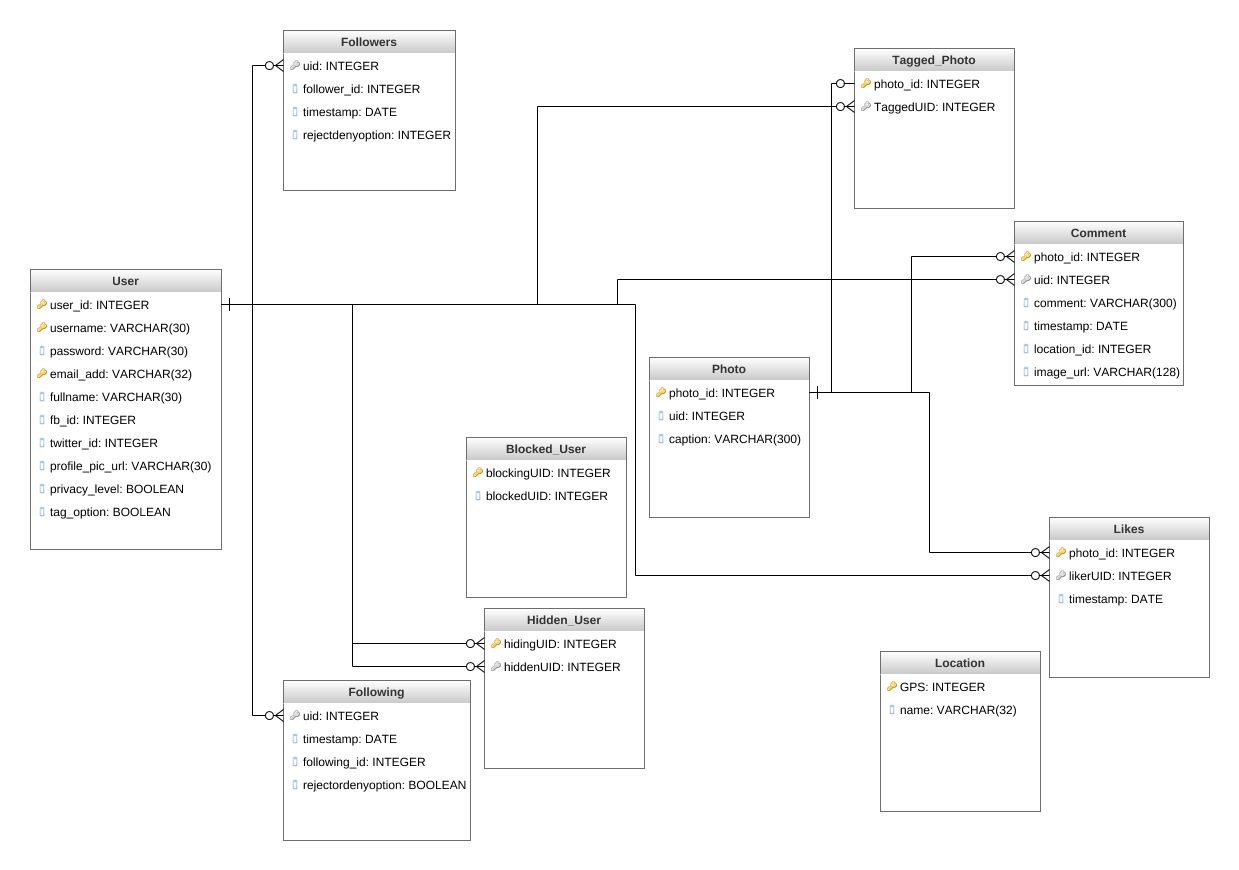 Followers
uid: INTEGER
follower_id: INTEGER
timestamp: DATE
rejectdenyoption: INTEGER
Tagged_Photo
photo_id: INTEGER
TaggedUID: INTEGER
Comment
photo_id: INTEGER
uid: INTEGER
comment: VARCHAR(300)
timestamp: DATE
location_id: INTEGER
image_url: VARCHAR(128)
User
user_id: INTEGER
username: VARCHAR(30)
password: VARCHAR(30)
email_add: VARCHAR(32)
fullname: VARCHAR(30)
fb_id: INTEGER
twitter_id: INTEGER
profile_pic_url: VARCHAR(30)
privacy_level: BOOLEAN
tag_option: BOOLEAN
Photo
photo_id: INTEGER
uid: INTEGER
caption: VARCHAR(300)
Blocked_User
blockingUID: INTEGER
blockedUID: INTEGER
Likes
photo_id: INTEGER
likerUID: INTEGER
timestamp: DATE
Hidden_User
hidingUID: INTEGER
hiddenUID: INTEGER
Location
GPS: INTEGER
name: VARCHAR(32)
Following
uid: INTEGER
timestamp: DATE
following_id: INTEGER
rejectordenyoption: BOOLEAN